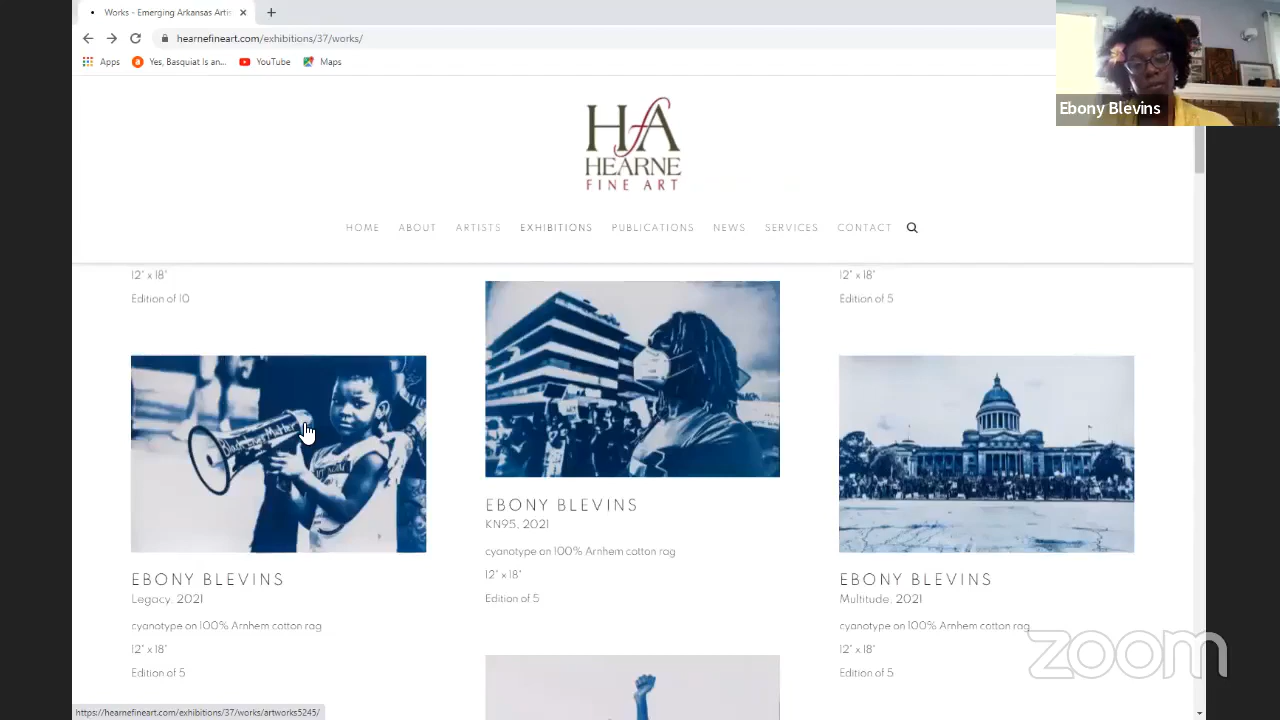 Works - Emerging Arkansas Artis
hearnefineart.com/exhibitions/37/works/
Apps
Yes, Basquiat Is an...
YouTube
Maps
Ebony Blevins
HfA
HEARNE
FINE ART
HOME ABOUT ARTISTS EXHIBITIONS PUBLICATIONS NEWS SERVICES CONTACT
12" x 18"
Edition of 10
12" x 18"
Edition of 5
Black Lives Matter
EBONY BLEVINS
KN95, 2021
cyanotype on 100% Arnhem cotton rag
12" x 18"
Edition of 5
EBONY BLEVINS
Legacy, 2021
cyanotype on 100% Arnhem cotton rag
12" x 18"
Edition of 5
EBONY BLEVINS
Multitude, 2021
cyanotype on 100% Arnhem cotton rag
12" x 18"
Edition of 5
zoom
https://hearnefineart.com/exhibitions/37/works/artworks5245/